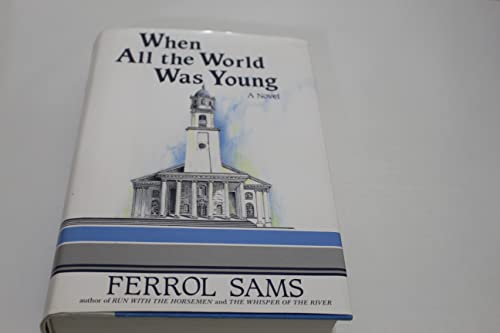 When
All the World
Was Young
A Novel
FERROL SAMS
author of RUN WITH THE HORSEMEN and THE WHISPER OF THE RIVER